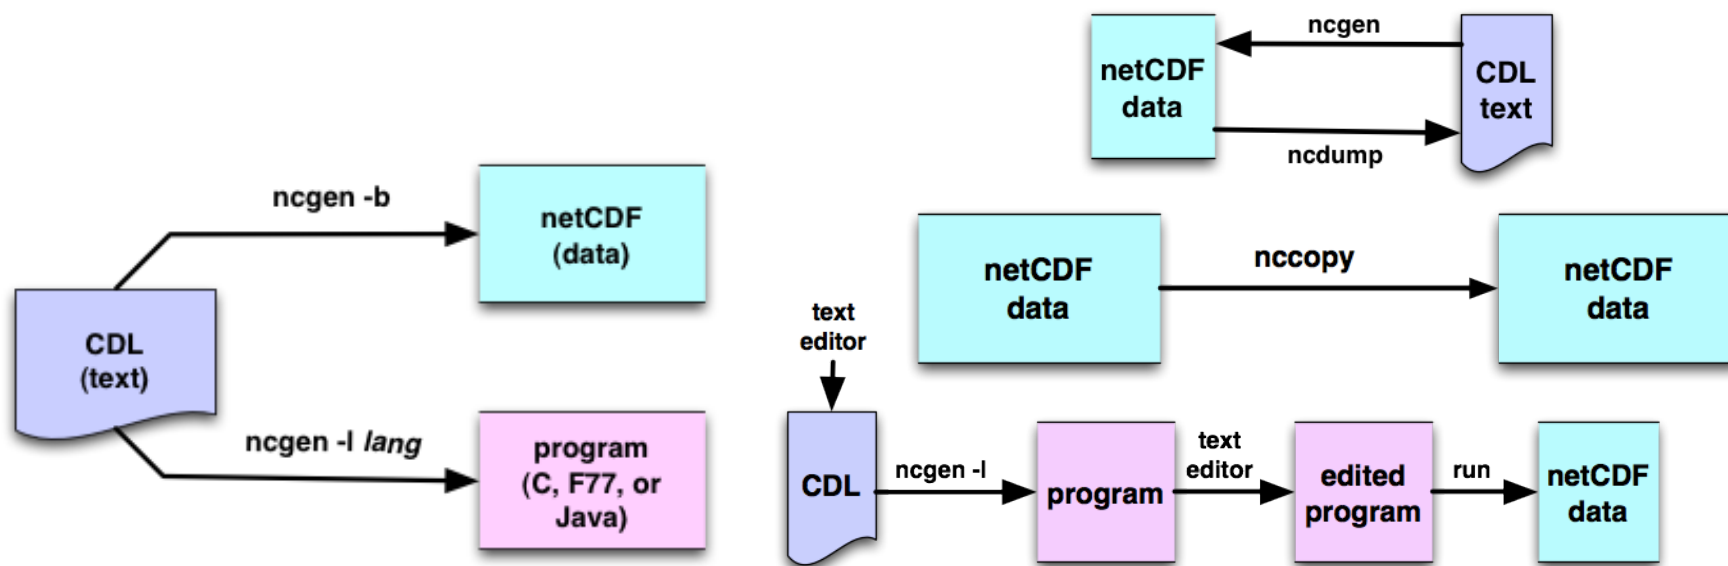 ncgen -b
netCDF
(data)
CDL
(text)
ncgen -l lang
program
(C, F77, or
Java)
ncgen
netCDF
data
CDL
text
ncdump
netCDF
data
nccopy
netCDF
data
text
editor
CDL
ncgen -l
program
text
editor
edited
program
run
netCDF
data